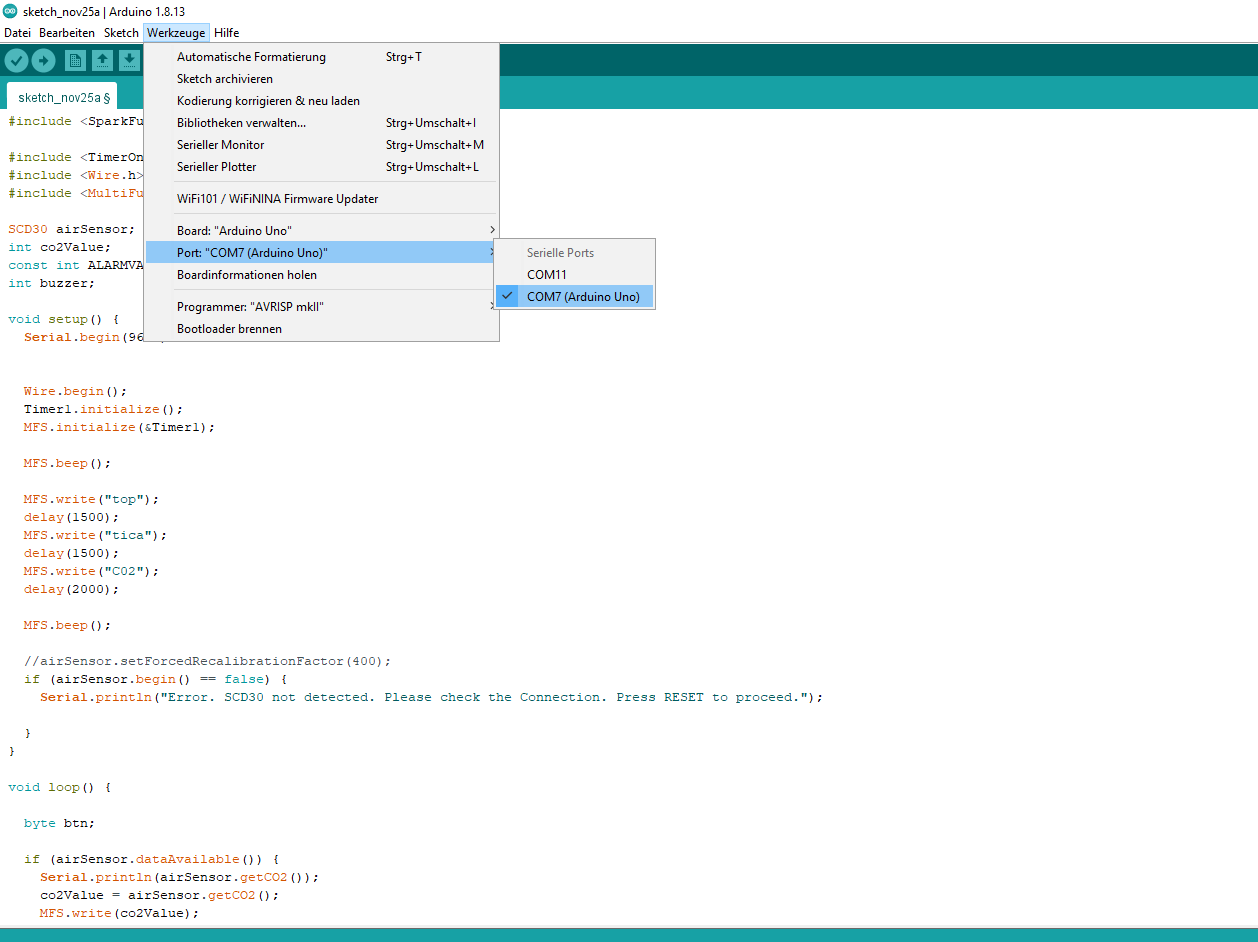 sketch_nov25a | Arduino 1.8.13
Datei Bearbeiten Sketch Werkzeuge Hilfe
Automatische Formatierung Strg+T
Sketch archivieren
Kodierung korrigieren & neu laden
Bibliotheken verwalten... Strg+Umschalt+I
Serieller Monitor Strg+Umschalt+M
Serieller Plotter Strg+Umschalt+L
WiFi101 / WiFiNINA Firmware Updater
Board: "Arduino Uno"
Port: "COM7 (Arduino Uno)"
Boardinformationen holen
Programmer: "AVRISP mkII"
Bootloader brennen
Serielle Ports
COM11
COM7 (Arduino Uno)
sketch_nov25a §
#include <SparkFu
#include <TimerOn
#include <Wire.h>
#include <MultiFu
SCD30 airSensor;
int co2Value;
const int ALARMVA
int buzzer;
void setup() {
Serial.begin(96
Wire.begin();
Timer1.initialize();
MFS.initialize(&Timer1);
MFS.beep();
MFS.write("top");
delay(1500);
MFS.write("tica");
delay(1500);
MFS.write("C02");
delay(2000);
MFS.beep();
//airSensor.setForcedRecalibrationFactor(400);
if (airSensor.begin() == false) {
Serial.println("Error. SCD30 not detected. Please check the Connection. Press RESET to proceed.");
}
}
void loop() {
byte btn;
if (airSensor.dataAvailable()) {
Serial.println(airSensor.getCO2());
co2Value = airSensor.getCO2();
MFS.write(co2Value);